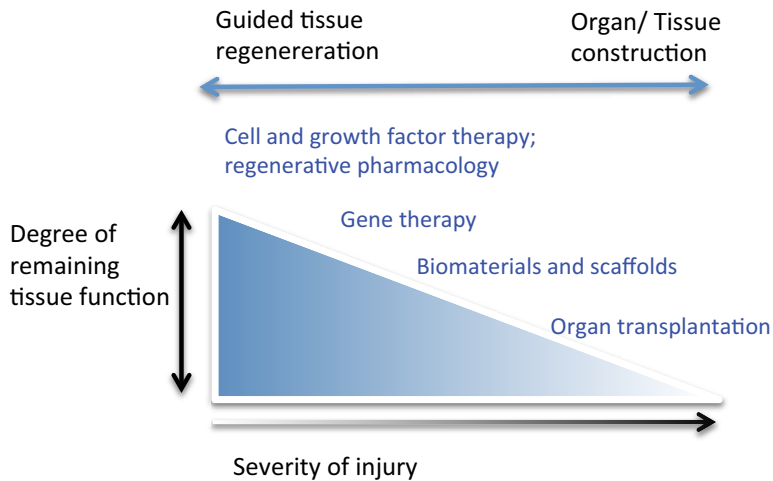 Guided tissue
regenereration
Organ/ Tissue
construction
Cell and growth factor therapy;
regenerative pharmacology
Gene therapy
Degree of
remaining
tissue function
Biomaterials and scaffolds
Organ transplantation
Severity of injury